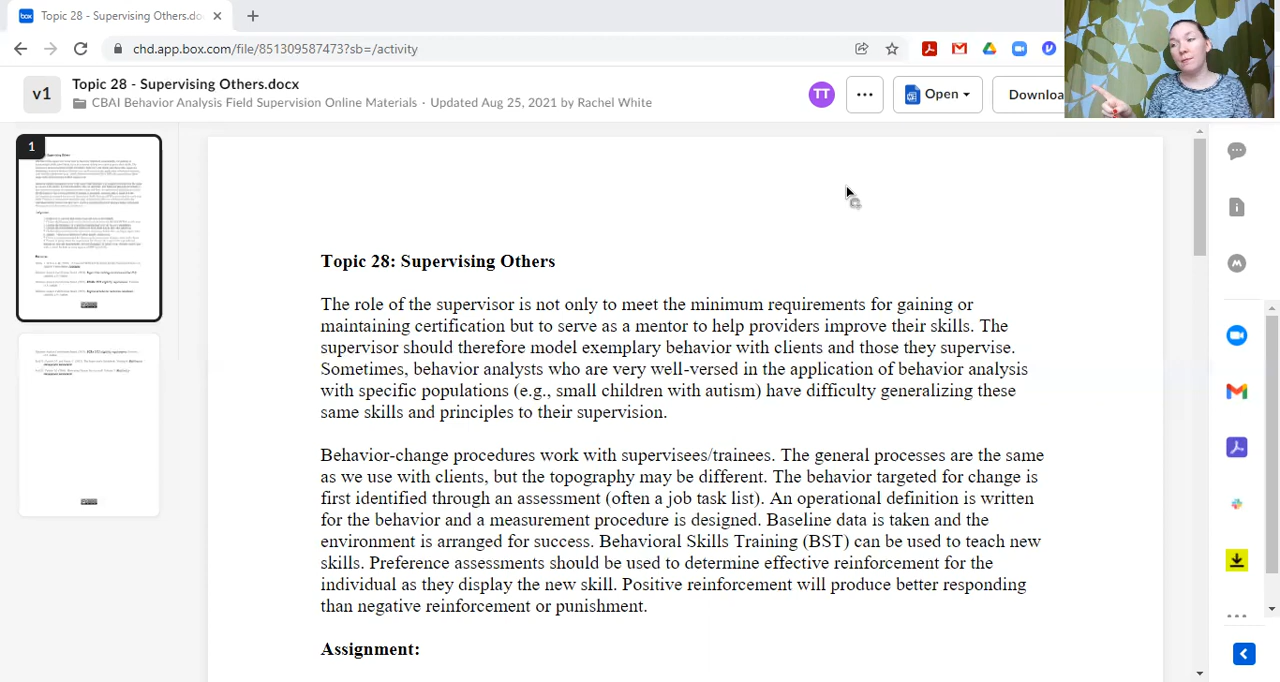 Topic 28 - Supervising Others.do
chd.app.box.com/file/851309587473?sb=/activity
v1
Topic 28 - Supervising Others.docx
CBAI Behavior Analysis Field Supervision Online Materials · Updated Aug 25, 2021 by Rachel White
TT
Open
Downloa
1
Topic 28: Supervising Others
The role of the supervisor is not only to meet the minimum requirements for gaining or
maintaining certification but to serve as a mentor to help providers improve their skills. The
supervisor should therefore model exemplary behavior with clients and those they supervise.
Sometimes, behavior analysts who are very well-versed in the application of behavior analysis
with specific populations (e.g., small children with autism) have difficulty generalizing these
same skills and principles to their supervision.
Behavior-change procedures work with supervisees/trainees. The general processes are the same
as we use with clients, but the topography may be different. The behavior targeted for change is
first identified through an assessment (often a job task list). An operational definition is written
for the behavior and a measurement procedure is designed. Baseline data is taken and the
environment is arranged for success. Behavioral Skills Training (BST) can be used to teach new
skills. Preference assessments should be used to determine effective reinforcement for the
individual as they display the new skill. Positive reinforcement will produce better responding
than negative reinforcement or punishment.
Assignment: